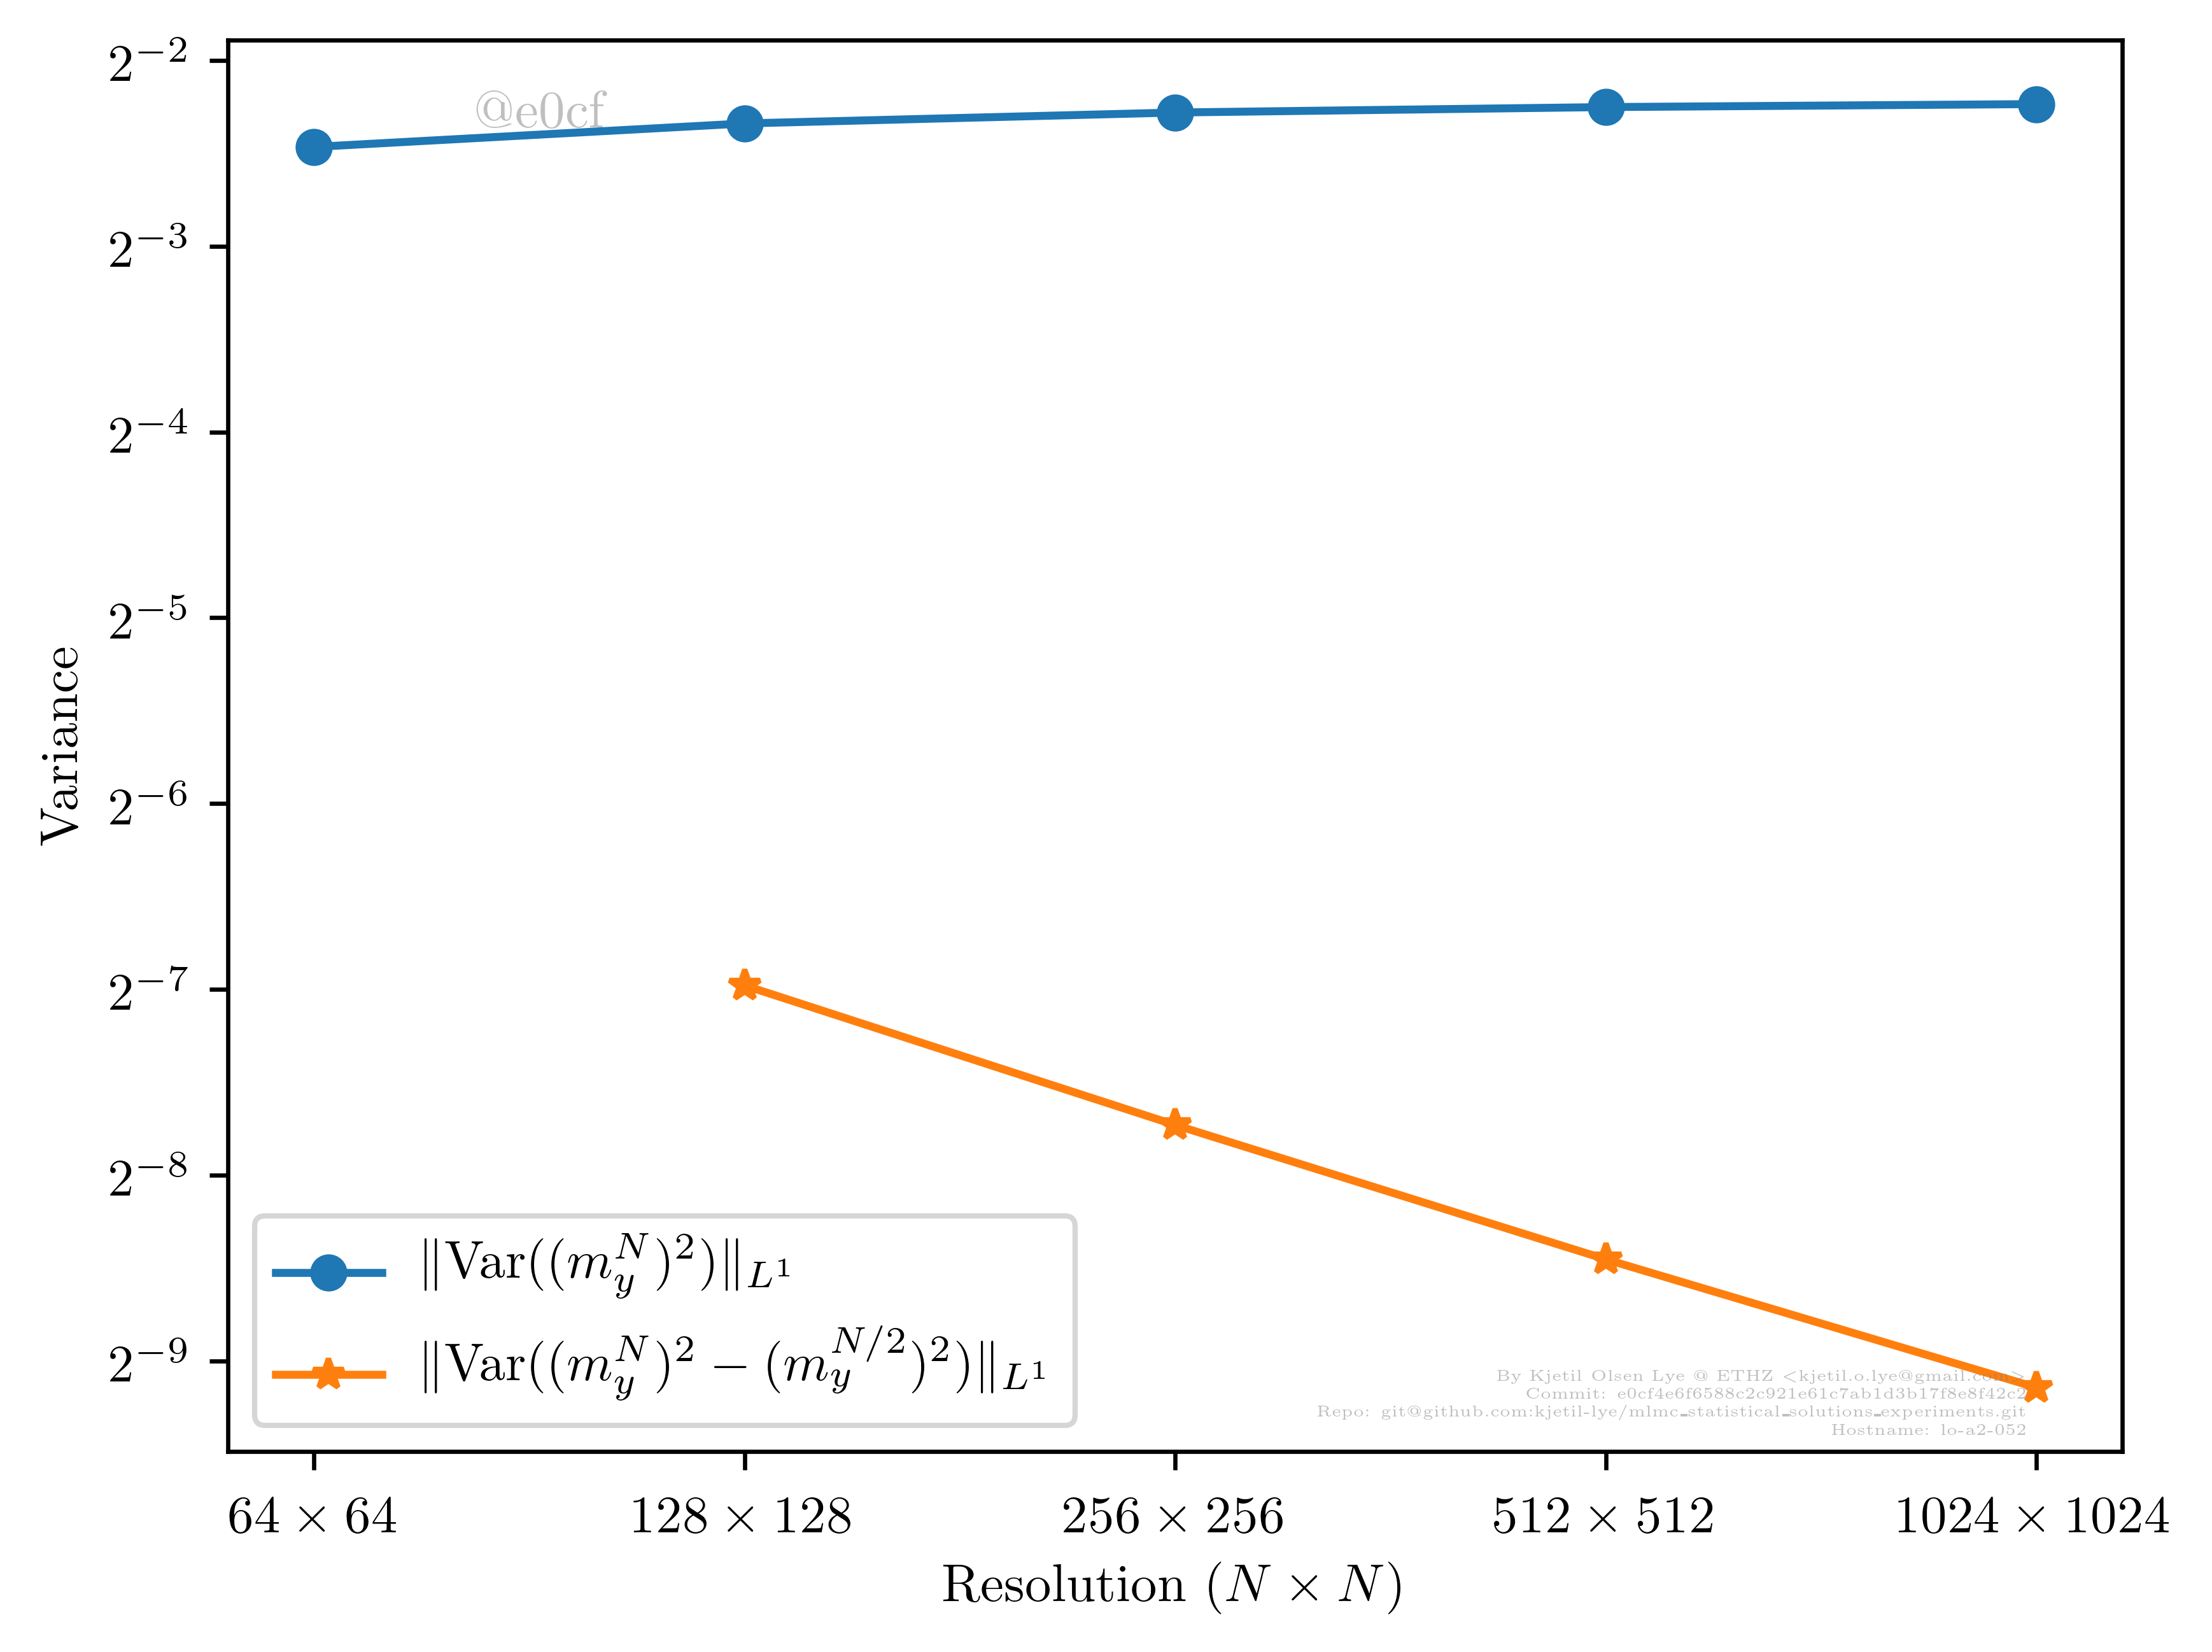 2⁻²
@e0cf
2⁻³
2⁻⁴
2⁻⁵
2⁻⁶
2⁻⁷
2⁻⁸
2⁻⁹
Variance
‖Var((m_y^N)²)‖_{L¹}
‖Var((m_y^N)² − (m_y^{N/2})²)‖_{L¹}
By Kjetil Olsen Lye @ ETHZ <kjetil.o.lye@gmail.com>
Commit: e0cf4e6f6588c2c921e61c7ab1d3b17f8e8f42c2
Repo: git@github.com:kjetil-lye/mlmc_statistical_solutions_experiments.git
Hostname: lo-a2-052
64 × 64
128 × 128
256 × 256
512 × 512
1024 × 1024
Resolution (N × N)